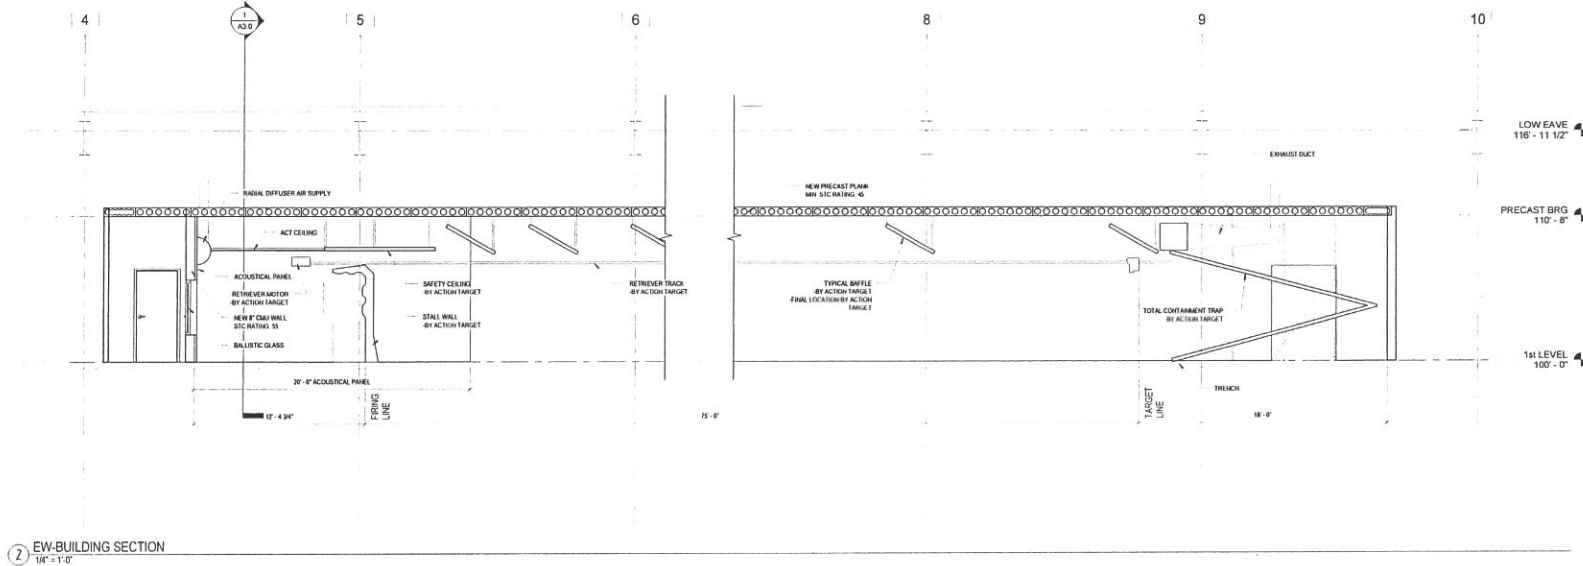 4
1
A3.0
5
6
8
9
10
LOW EAVE
116' - 11 1/2"
EXHAUST DUCT
RADIAL DIFFUSER AIR SUPPLY
NEW PRECAST PLANK
MIN STC RATING 45
PRECAST BRG
110' - 8"
ACT CEILING
ACOUSTICAL PANEL
SAFETY CEILING
-BY ACTION TARGET
RETRIEVER TRACK
-BY ACTION TARGET
TYPICAL BAFFLE
-BY ACTION TARGET
-FINAL LOCATION BY ACTION
TARGET
RETRIEVER MOTOR
-BY ACTION TARGET
TOTAL CONTAINMENT TRAP
-BY ACTION TARGET
NEW 8" CMU WALL
STC RATING 55
STALL WALL
-BY ACTION TARGET
BALLISTIC GLASS
1st LEVEL
100' - 0"
20' - 0" ACOUSTICAL PANEL
TRENCH
12' - 4 3/4"
FIRING
LINE
75' - 0"
TARGET
LINE
18' - 0"
2
EW-BUILDING SECTION
1/4" = 1'-0"